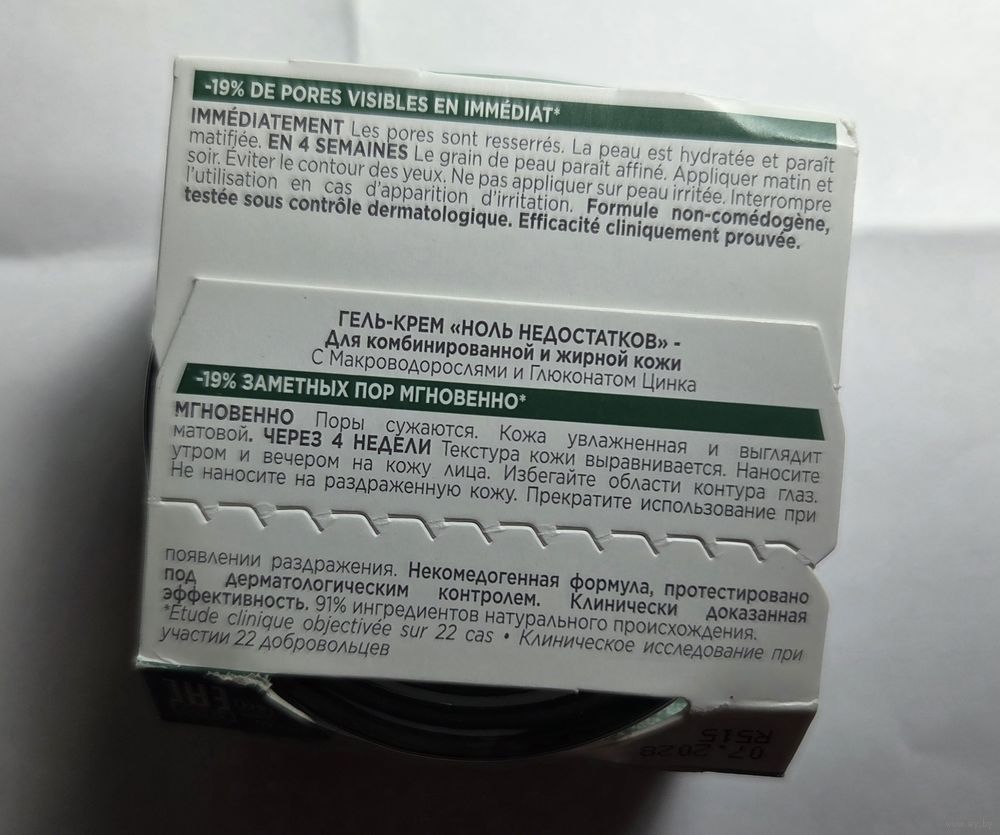 -19% DE PORES VISIBLES EN IMMÉDIAT*
IMMÉDIATEMENT Les pores sont resserrés. La peau est hydratée et paraît
matifiée. EN 4 SEMAINES Le grain de peau paraît affiné. Appliquer matin et
soir. Éviter le contour des yeux. Ne pas appliquer sur peau irritée. Interrompre
l'utilisation en cas d'apparition d'irritation. Formule non-comédogène,
testée sous contrôle dermatologique. Efficacité cliniquement prouvée.
ГЕЛЬ-КРЕМ «НОЛЬ НЕДОСТАТКОВ» -
Для комбинированной и жирной кожи
С Макроводорослями и Глюконатом Цинка
-19% ЗАМЕТНЫХ ПОР МГНОВЕННО*
МГНОВЕННО Поры сужаются. Кожа увлажненная и выглядит
матовой. ЧЕРЕЗ 4 НЕДЕЛИ Текстура кожи выравнивается. Наносите
утром и вечером на кожу лица. Избегайте области контура глаз.
Не наносите на раздраженную кожу. Прекратите использование при
появлении раздражения. Некомедогенная формула, протестировано
под дерматологическим контролем. Клинически доказанная
эффективность. 91% ингредиентов натурального происхождения.
*Etude clinique objectivée sur 22 cas • Клиническое исследование при
участии 22 добровольцев
EAC
R515
07.2028